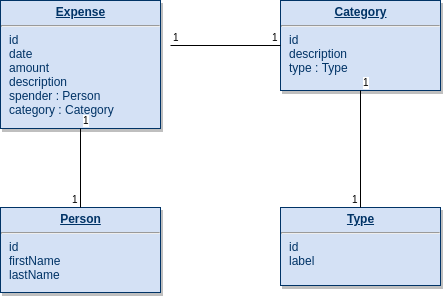 Expense
id
date
amount
description
spender : Person
category : Category
1
1
1
Category
id
description
type : Type
1
1
Person
id
firstName
lastName
1
1
Type
id
label